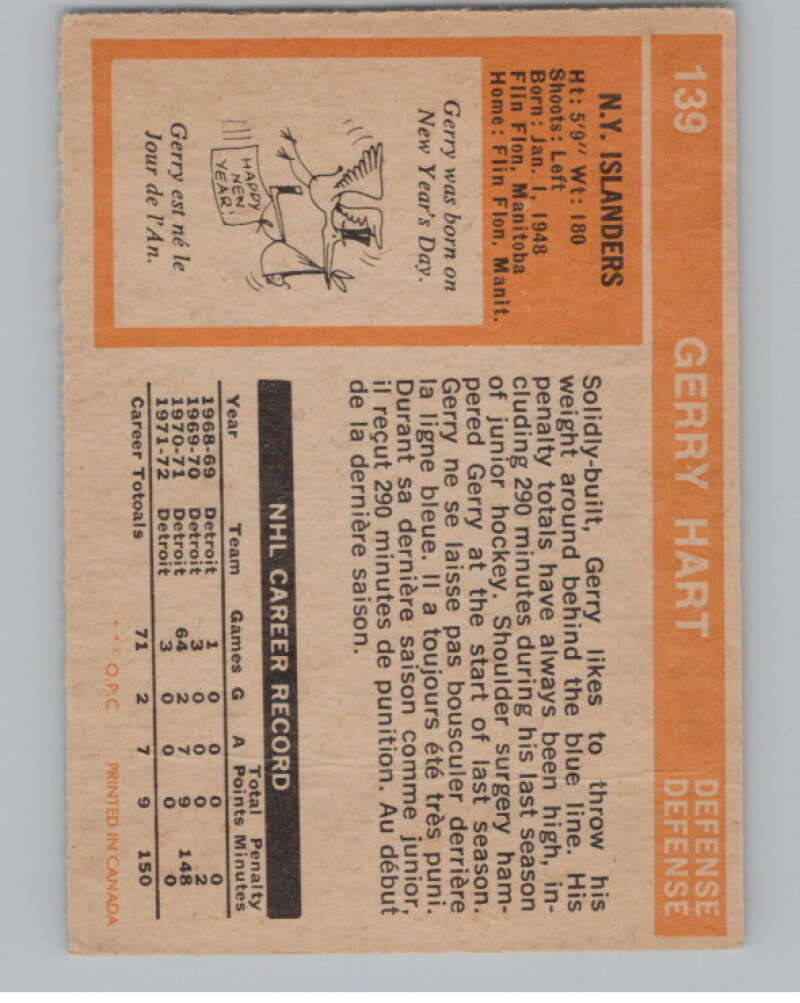 139 GERRY HART DEFENSE
DEFENSE
N.Y. ISLANDERS
Ht: 5'9" Wt: 180
Shoots: Left
Born: Jan. 1, 1948
Flin Flon, Manitoba
Home: Flin Flon, Manit.
Gerry was born on
New Year's Day.
HAPPY
NEW
YEAR!
Gerry est né le
Jour de l'An.
Solidly-built, Gerry likes to throw his
weight around behind the blue line. His
penalty totals have always been high, in-
cluding 290 minutes during his last season
of junior hockey. Shoulder surgery ham-
pered Gerry at the start of last season.
Gerry ne se laisse pas bousculer derrière
la ligne bleue. Il a toujours été très puni.
Durant sa dernière saison comme junior,
il reçut 290 minutes de punition. Au début
de la dernière saison.
NHL CAREER RECORD
Total Penalty
Year Team Games G A Points Minutes
1968-69 Detroit 1 0 0 0 0
1969-70 Detroit 3 0 0 0 2
1970-71 Detroit 64 2 7 9 148
1971-72 Detroit 3 0 0 0 0
Career Totoals 71 2 7 9 150
***O.P.C. PRINTED IN CANADA